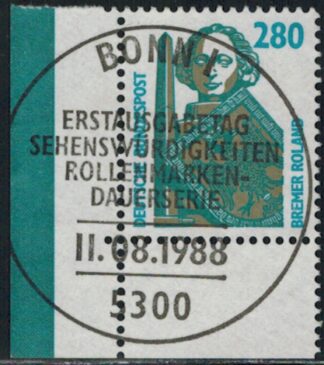 280
DEUTSCHE BUNDESPOST
BREMER ROLAND
BONN 1
ERSTAUSGABETAG
SEHENSWÜRDIGKEITEN
ROLLENMARKEN-
DAUERSERIE
11.08.1988
5300